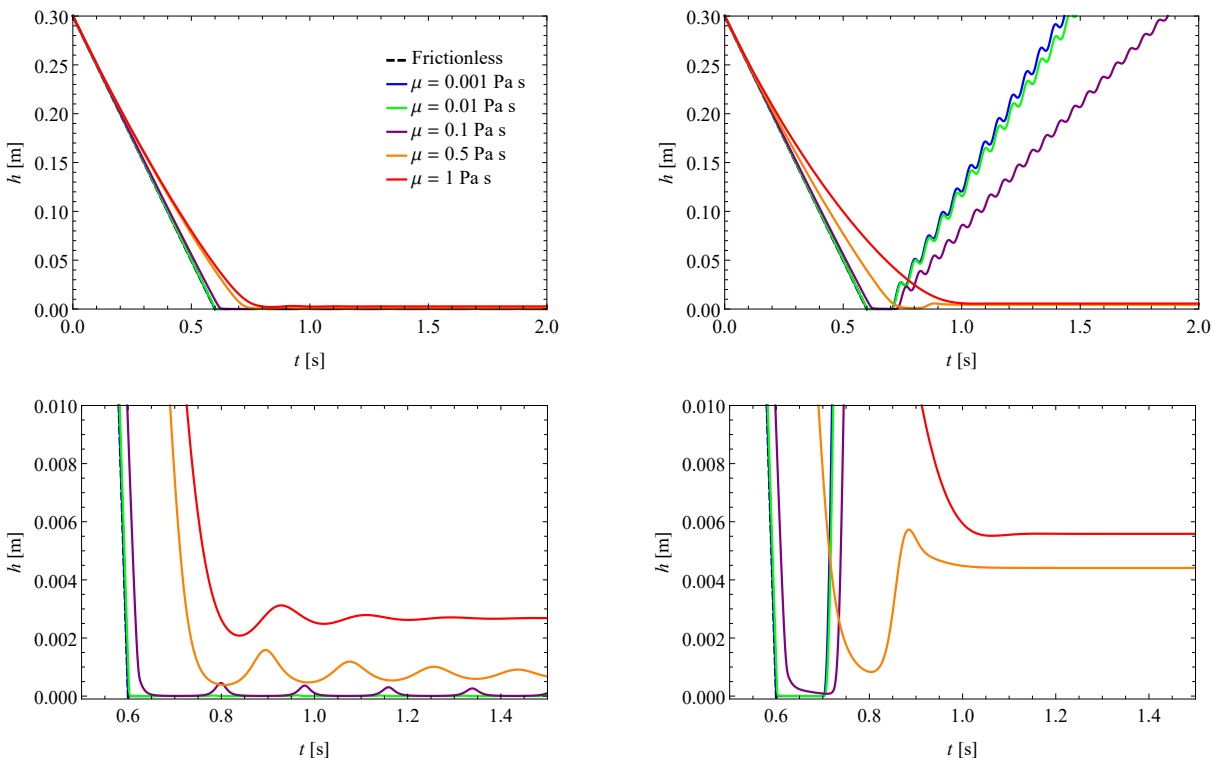 0.30
0.25
0.20
0.15
0.10
0.05
0.00
h [m]
0.0 0.5 1.0 1.5 2.0
t [s]
Frictionless
μ = 0.001 Pa s
μ = 0.01 Pa s
μ = 0.1 Pa s
μ = 0.5 Pa s
μ = 1 Pa s
0.30
0.25
0.20
0.15
0.10
0.05
0.00
h [m]
0.0 0.5 1.0 1.5 2.0
t [s]
0.010
0.008
0.006
0.004
0.002
0.000
h [m]
0.6 0.8 1.0 1.2 1.4
t [s]
0.010
0.008
0.006
0.004
0.002
0.000
h [m]
0.6 0.8 1.0 1.2 1.4
t [s]